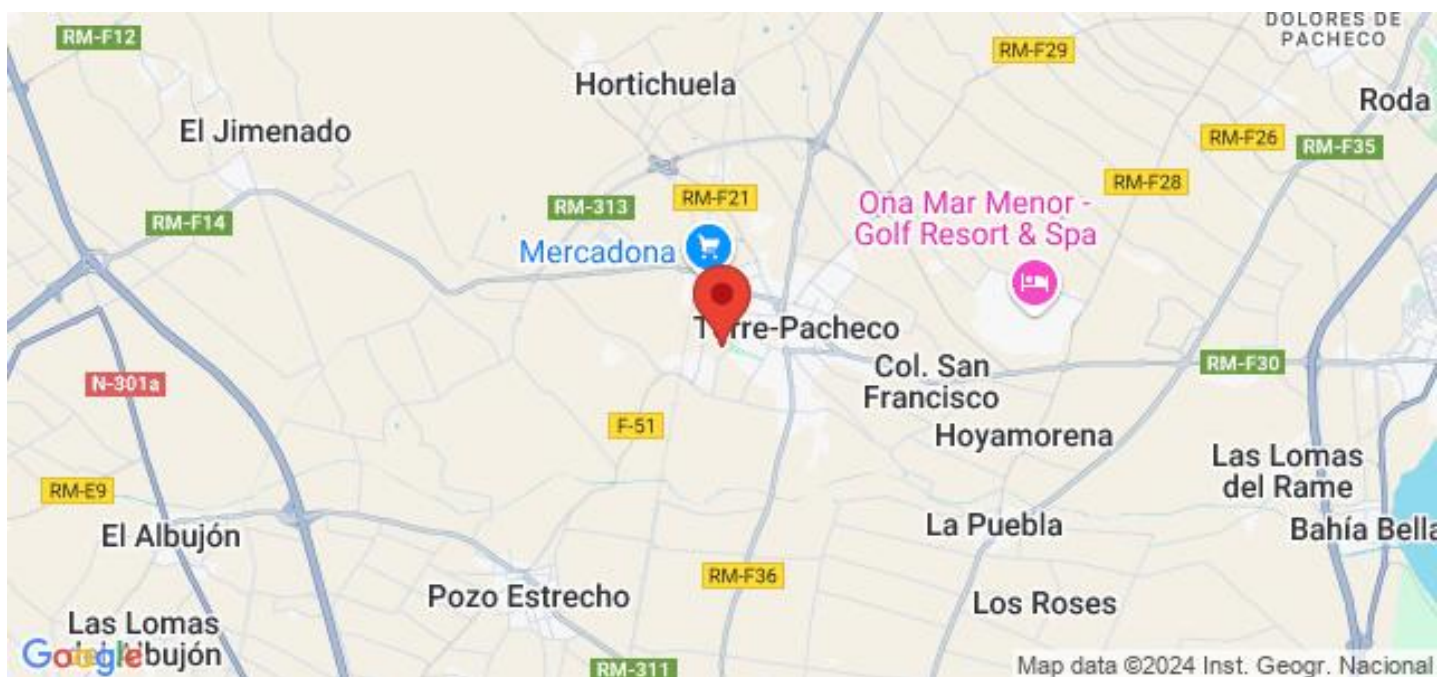 DOLORES DE
PACHECO
RM-F12
RM-F29
Hortichuela
Roda
El Jimenado
RM-F26
RM-F35
RM-F28
RM-F21
Ona Mar Menor -
Golf Resort & Spa
RM-313
RM-F14
Mercadona
Torre-Pacheco
Col. San
Francisco
RM-F30
N-301a
F-51
Hoyamorena
Las Lomas
del Rame
RM-E9
El Albujón
La Puebla
Bahía Bella
RM-F36
Pozo Estrecho
Los Roses
Las Lomas
Albujón
Google
RM-311
Map data ©2024 Inst. Geogr. Nacional